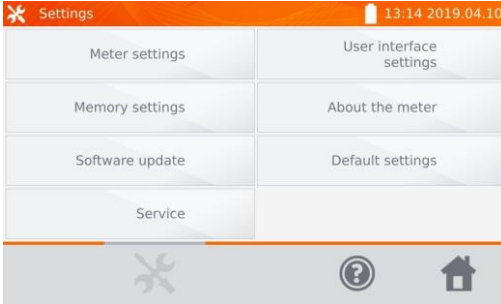 Settings
13:14 2019.04.10
Meter settings
User interface
settings
Memory settings
About the meter
Software update
Default settings
Service
?